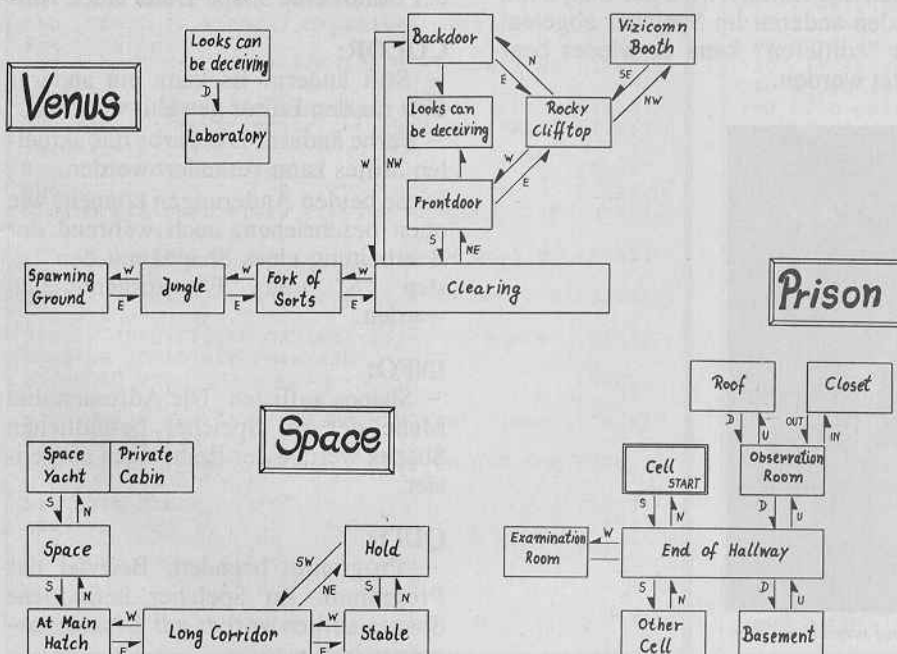 Venus
Looks can
be deceiving
D
Laboratory
Backdoor
Vizicomn
Booth
N
E
SE
NW
Looks can
be deceiving
Rocky
Clifftop
W
NW
W
E
Frontdoor
S
NE
Spawning
Ground
W
E
Jungle
W
E
Fork of
Sorts
W
E
Clearing
Prison
Roof
Closet
D
U
OUT
IN
Cell
START
Observation
Room
S
N
D
U
Examination
Room
W
End of Hallway
S
N
D
U
Other
Cell
Basement
Space
Space
Yacht
Private
Cabin
S
N
Space
Hold
SW
NE
S
N
S
N
At Main
Hatch
W
E
Long Corridor
W
E
Stable